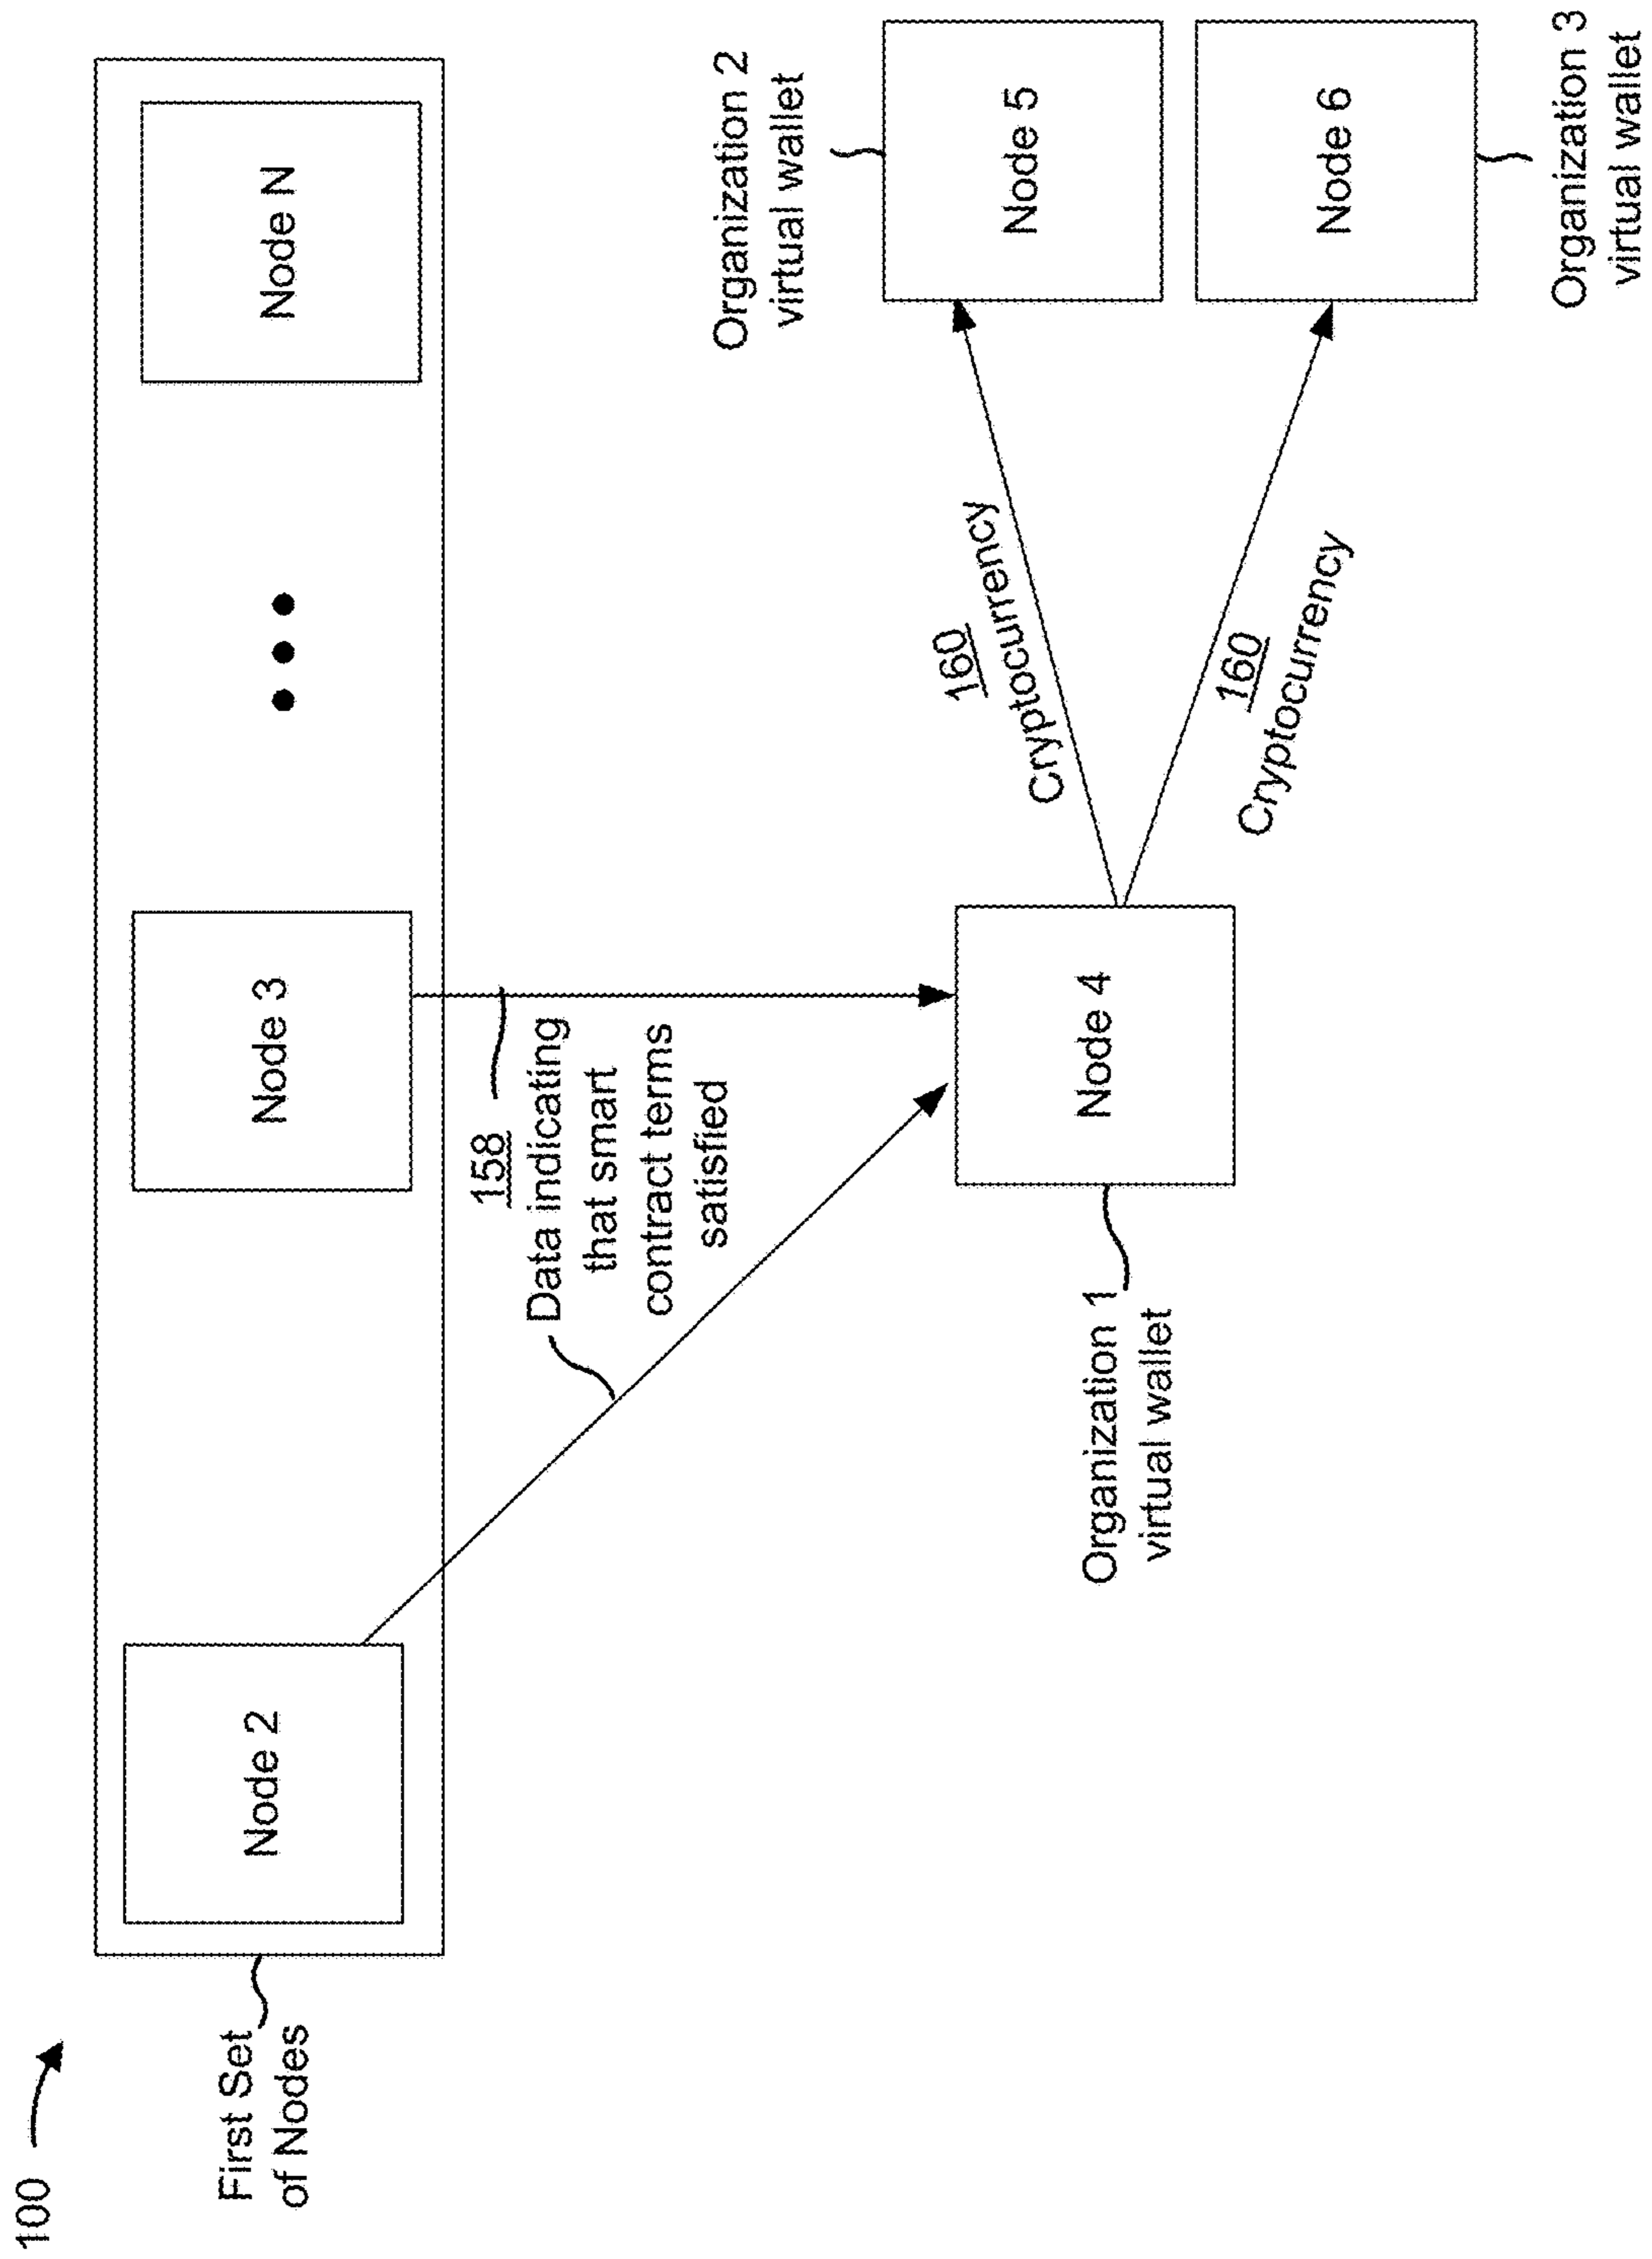 100
First Set
of Nodes
Node 2
Node 3
Node N
158
Data indicating
that smart
contract terms
satisfied
Organization 1
virtual wallet
Node 4
160
Cryptocurrency
160
Cryptocurrency
Organization 2
virtual wallet
Node 5
Node 6
Organization 3
virtual wallet